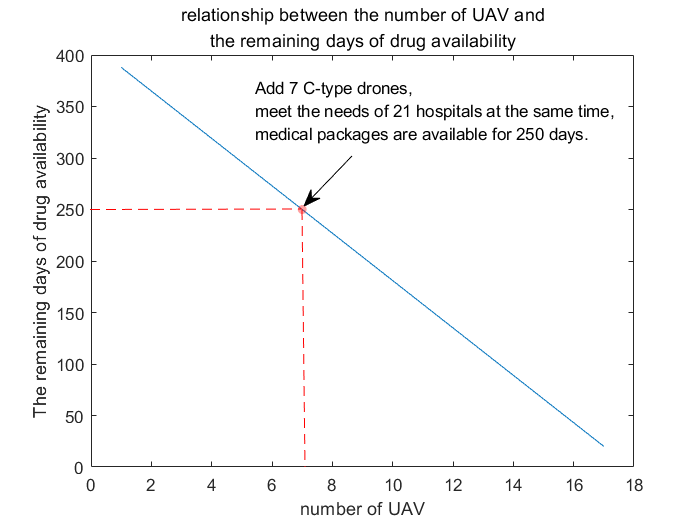 relationship between the number of UAV and
the remaining days of drug availability
Add 7 C-type drones,
meet the needs of 21 hospitals at the same time,
medical packages are available for 250 days.
The remaining days of drug availability
400
350
300
250
200
150
100
50
0
0 2 4 6 8 10 12 14 16 18
number of UAV